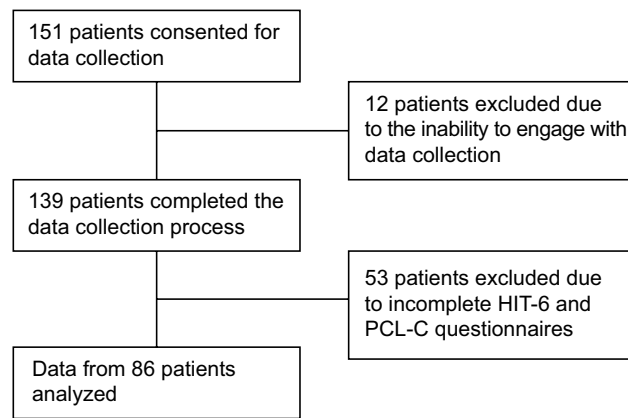 151 patients consented for
data collection
12 patients excluded due
to the inability to engage with
data collection
139 patients completed the
data collection process
53 patients excluded due
to incomplete HIT-6 and
PCL-C questionnaires
Data from 86 patients
analyzed